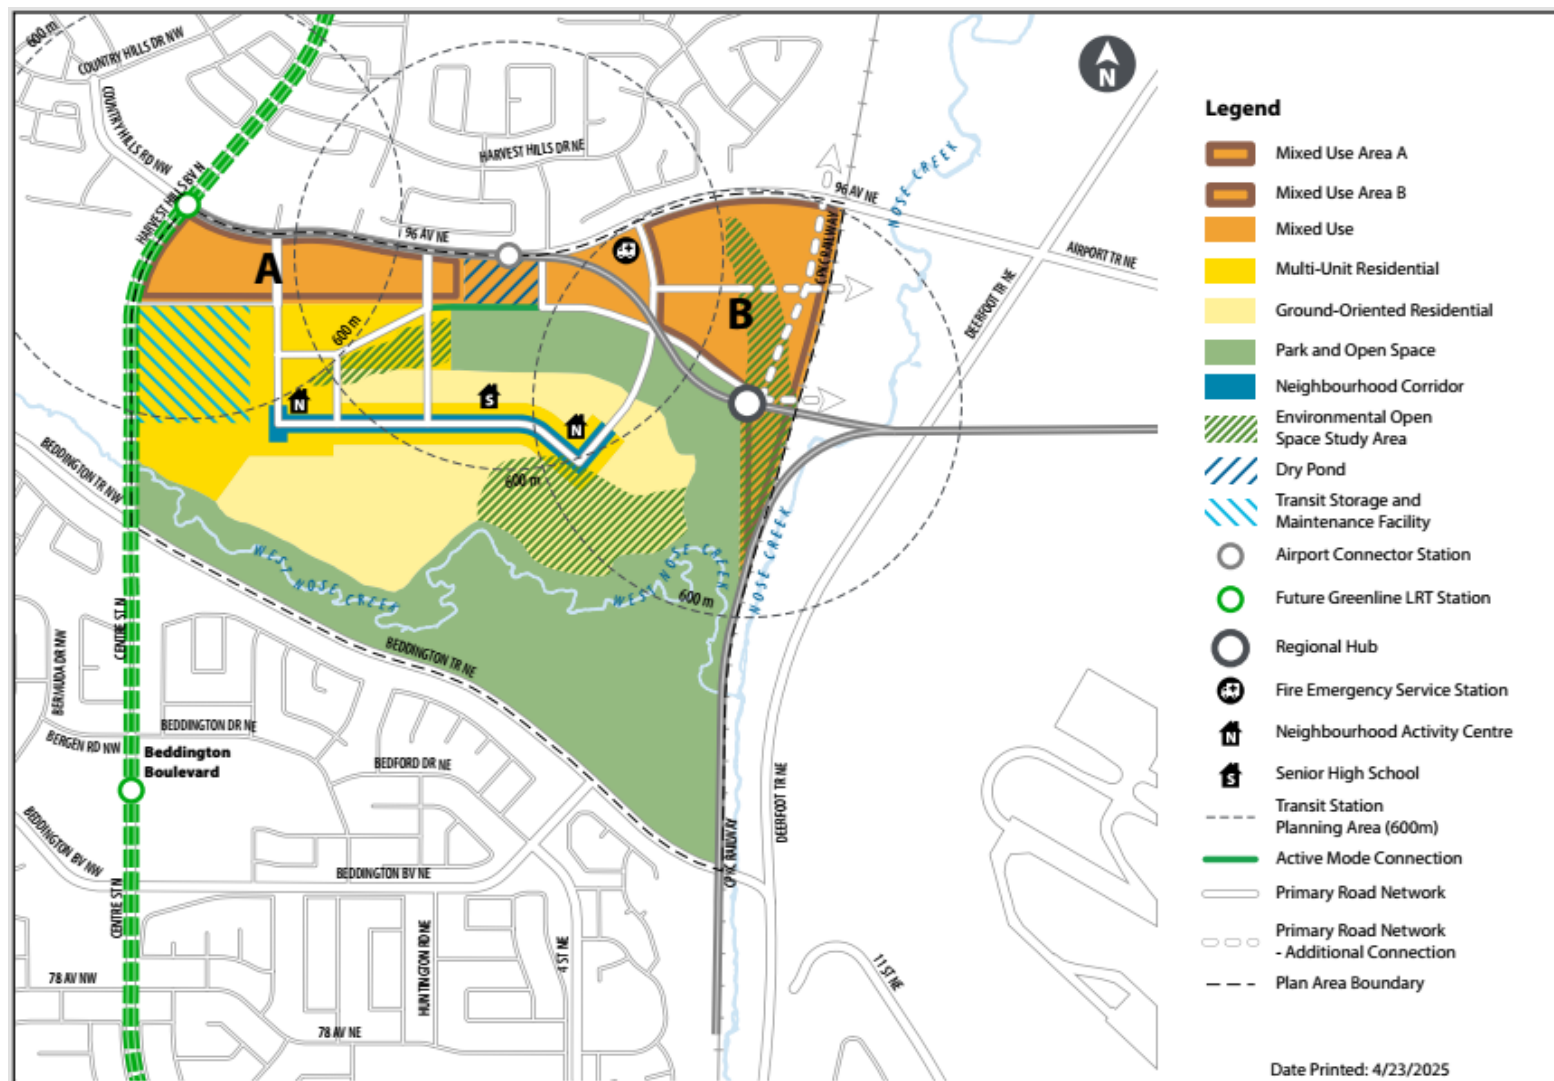 600 m
COUNTRY HILLS DR NW
COUNTRY HILLS RD NW
HARVEST HILLS BV N
HARVEST HILLS DR NE
N
96 AV NE
96 AV NE
NOSE CREEK
AIRPORT TR NE
DEERFOOT TR NE
CPKC RAILWAY
A
B
600 m
N
S
N
600 m
600 m
BEDDINGTON TR NW
WEST NOSE CREEK
WEST NOSE CREEK
NOSE CREEK
BEDDINGTON TR NE
CENTRE ST N
BERMUDA DR NW
BERGEN RD NW
BEDDINGTON DR NE
Beddington
Boulevard
BEDFORD DR NE
BEDDINGTON BV NW
BEDDINGTON BV NE
CENTRE ST N
HUNTINGTON RD NE
4 ST NE
CPKC RAILWAY
DEERFOOT TR NE
11 ST NE
78 AV NW
78 AV NE
Legend
Mixed Use Area A
Mixed Use Area B
Mixed Use
Multi-Unit Residential
Ground-Oriented Residential
Park and Open Space
Neighbourhood Corridor
Environmental Open
Space Study Area
Dry Pond
Transit Storage and
Maintenance Facility
Airport Connector Station
Future Greenline LRT Station
Regional Hub
Fire Emergency Service Station
N
Neighbourhood Activity Centre
S
Senior High School
Transit Station
Planning Area (600m)
Active Mode Connection
Primary Road Network
Primary Road Network
- Additional Connection
Plan Area Boundary
Date Printed: 4/23/2025